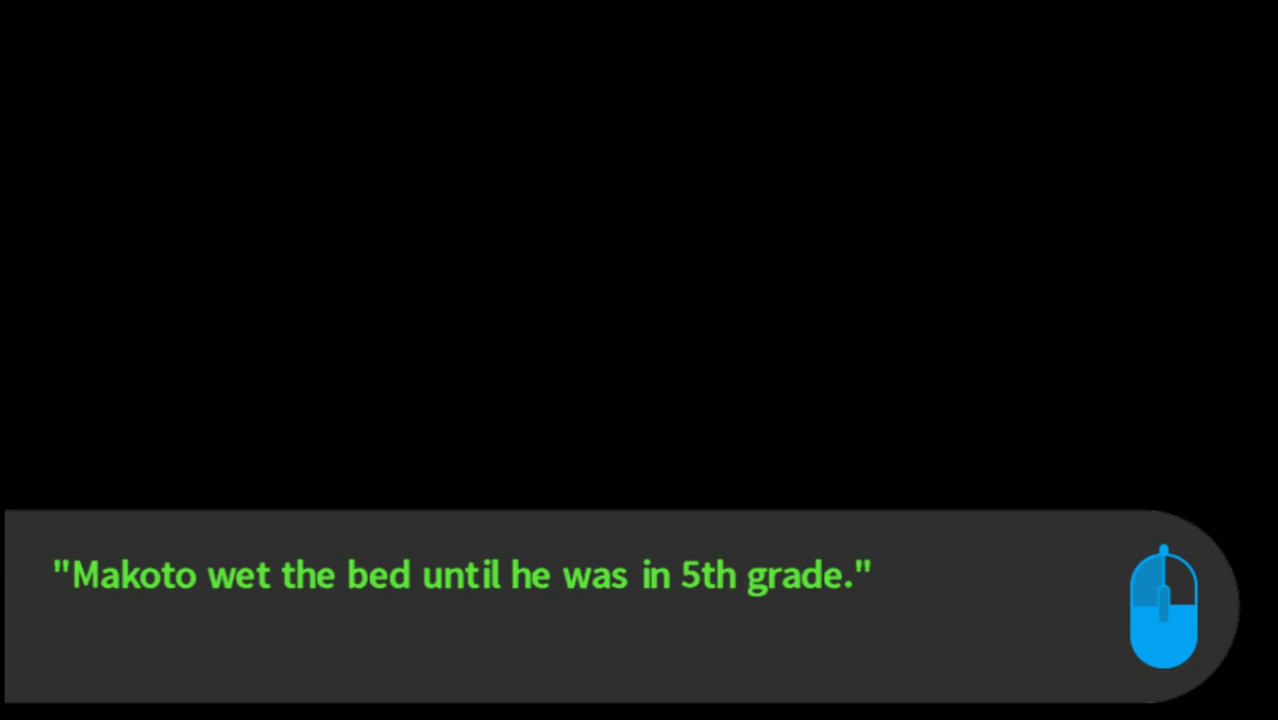 "Makoto wet the bed until he was in 5th grade."